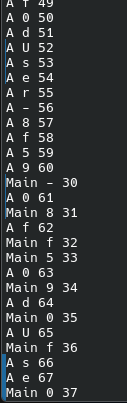 A f 49
A 0 50
A d 51
A U 52
A s 53
A e 54
A r 55
A - 56
A 8 57
A f 58
A 5 59
A 9 60
Main - 30
A 0 61
Main 8 31
A f 62
Main f 32
Main 5 33
A 0 63
Main 9 34
A d 64
Main 0 35
A U 65
Main f 36
A s 66
A e 67
Main 0 37